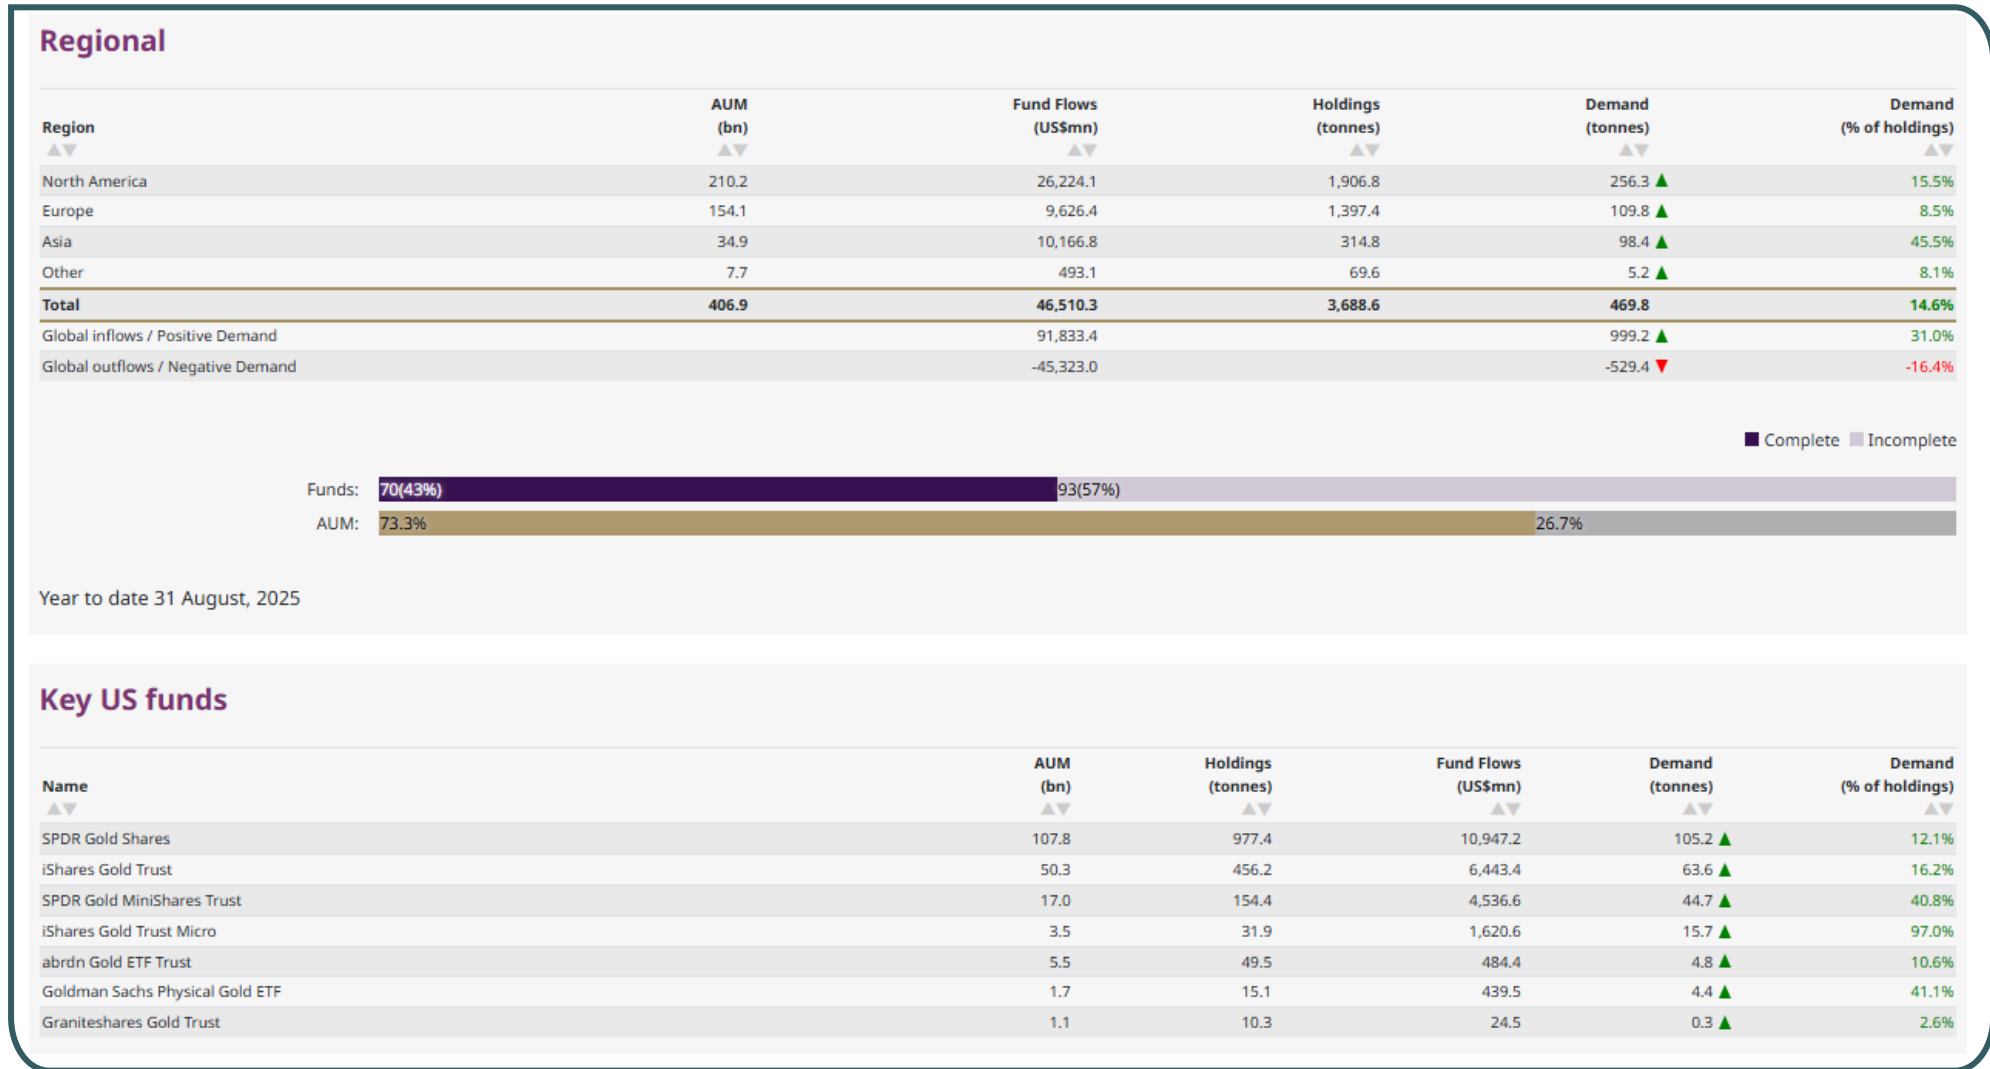 Regional
Region AUM (bn) Fund Flows (US$mn) Holdings (tonnes) Demand (tonnes) Demand (% of holdings)
North America 210.2 26,224.1 1,906.8 256.3 ▲ 15.5%
Europe 154.1 9,626.4 1,397.4 109.8 ▲ 8.5%
Asia 34.9 10,166.8 314.8 98.4 ▲ 45.5%
Other 7.7 493.1 69.6 5.2 ▲ 8.1%
Total 406.9 46,510.3 3,688.6 469.8 14.6%
Global inflows / Positive Demand 91,833.4 999.2 ▲ 31.0%
Global outflows / Negative Demand -45,323.0 -529.4 ▼ -16.4%
Complete Incomplete
Funds: 70(43%) 93(57%)
AUM: 73.3% 26.7%
Year to date 31 August, 2025
Key US funds
Name AUM (bn) Holdings (tonnes) Fund Flows (US$mn) Demand (tonnes) Demand (% of holdings)
SPDR Gold Shares 107.8 977.4 10,947.2 105.2 ▲ 12.1%
iShares Gold Trust 50.3 456.2 6,443.4 63.6 ▲ 16.2%
SPDR Gold MiniShares Trust 17.0 154.4 4,536.6 44.7 ▲ 40.8%
iShares Gold Trust Micro 3.5 31.9 1,620.6 15.7 ▲ 97.0%
abrdn Gold ETF Trust 5.5 49.5 484.4 4.8 ▲ 10.6%
Goldman Sachs Physical Gold ETF 1.7 15.1 439.5 4.4 ▲ 41.1%
Graniteshares Gold Trust 1.1 10.3 24.5 0.3 ▲ 2.6%